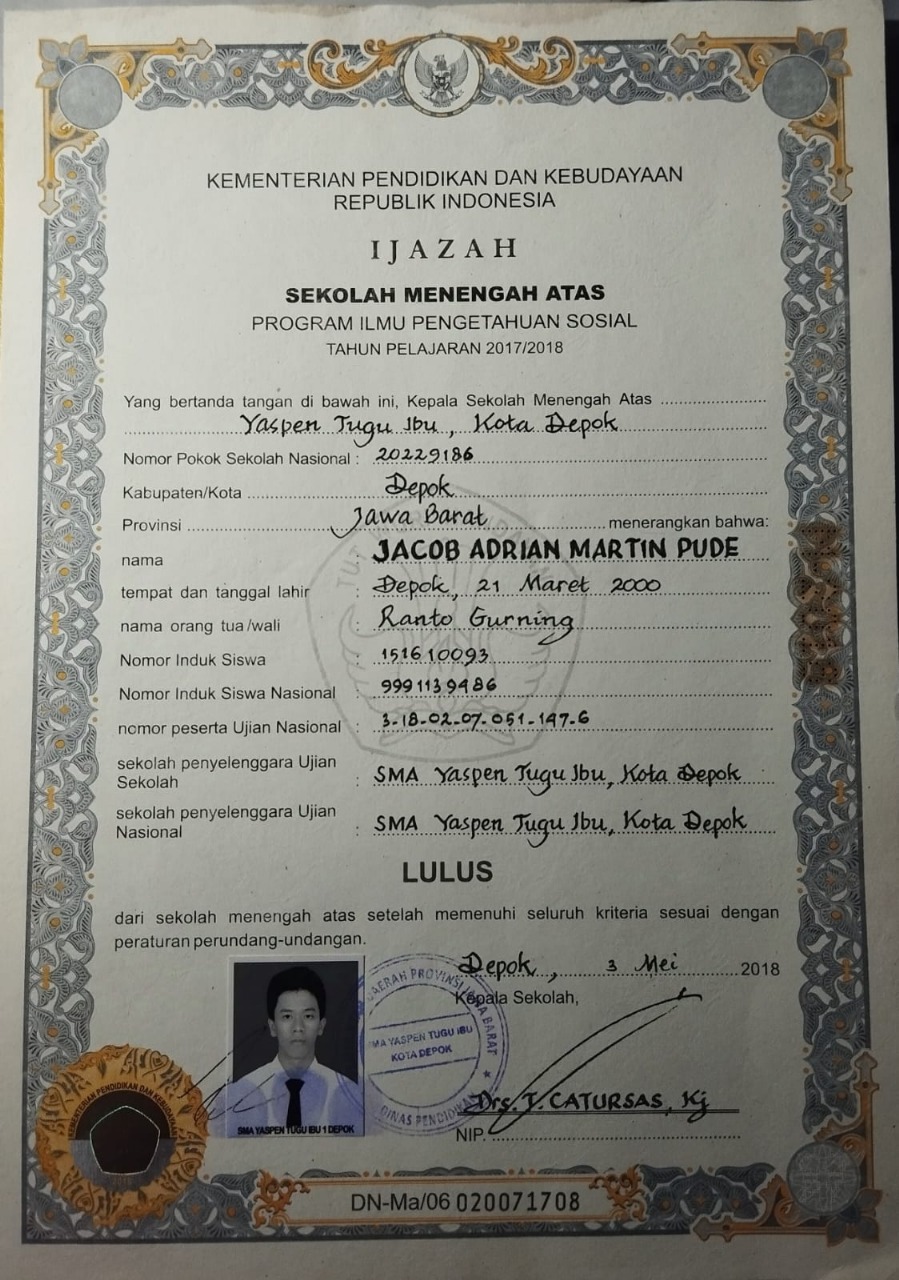 KEMENTERIAN PENDIDIKAN DAN KEBUDAYAAN
REPUBLIK INDONESIA
IJAZAH
SEKOLAH MENENGAH ATAS
PROGRAM ILMU PENGETAHUAN SOSIAL
TAHUN PELAJARAN 2017/2018
Yang bertanda tangan di bawah ini, Kepala Sekolah Menengah Atas
Yaspen Tugu Ibu, Kota Depok
Nomor Pokok Sekolah Nasional : 20229186
Kabupaten/Kota Depok
Provinsi Jawa Barat menerangkan bahwa:
nama : JACOB ADRIAN MARTIN PUDE
tempat dan tanggal lahir : Depok, 21 Maret 2000
nama orang tua/wali : Ranto Gurning
Nomor Induk Siswa : 151610093
Nomor Induk Siswa Nasional : 9991139486
nomor peserta Ujian Nasional : 3-18-02-07-051-147-6
sekolah penyelenggara Ujian
Sekolah : SMA Yaspen Tugu Ibu, Kota Depok
sekolah penyelenggara Ujian
Nasional : SMA Yaspen Tugu Ibu, Kota Depok
LULUS
dari sekolah menengah atas setelah memenuhi seluruh kriteria sesuai dengan
peraturan perundang-undangan.
Depok, 3 Mei 2018
Kepala Sekolah,
DAERAH PROVINSI JAWA BARAT
SMA YASPEN TUGU IBU
KOTA DEPOK
DINAS PENDIDIKAN
Drs. J. CATURSAS, Kj
NIP.
SMA YASPEN TUGU IBU 1 DEPOK
KEMENTERIAN PENDIDIKAN DAN KEBUDAYAAN
DN-Ma/06 020071708